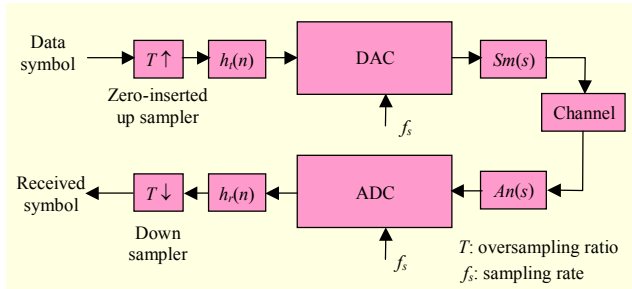 Data symbol
T ↑
hₜ(n)
DAC
Sm(s)
Zero-inserted
up sampler
fₛ
Channel
Received symbol
T ↓
hᵣ(n)
ADC
An(s)
Down
sampler
fₛ
T: oversampling ratio
fₛ: sampling rate